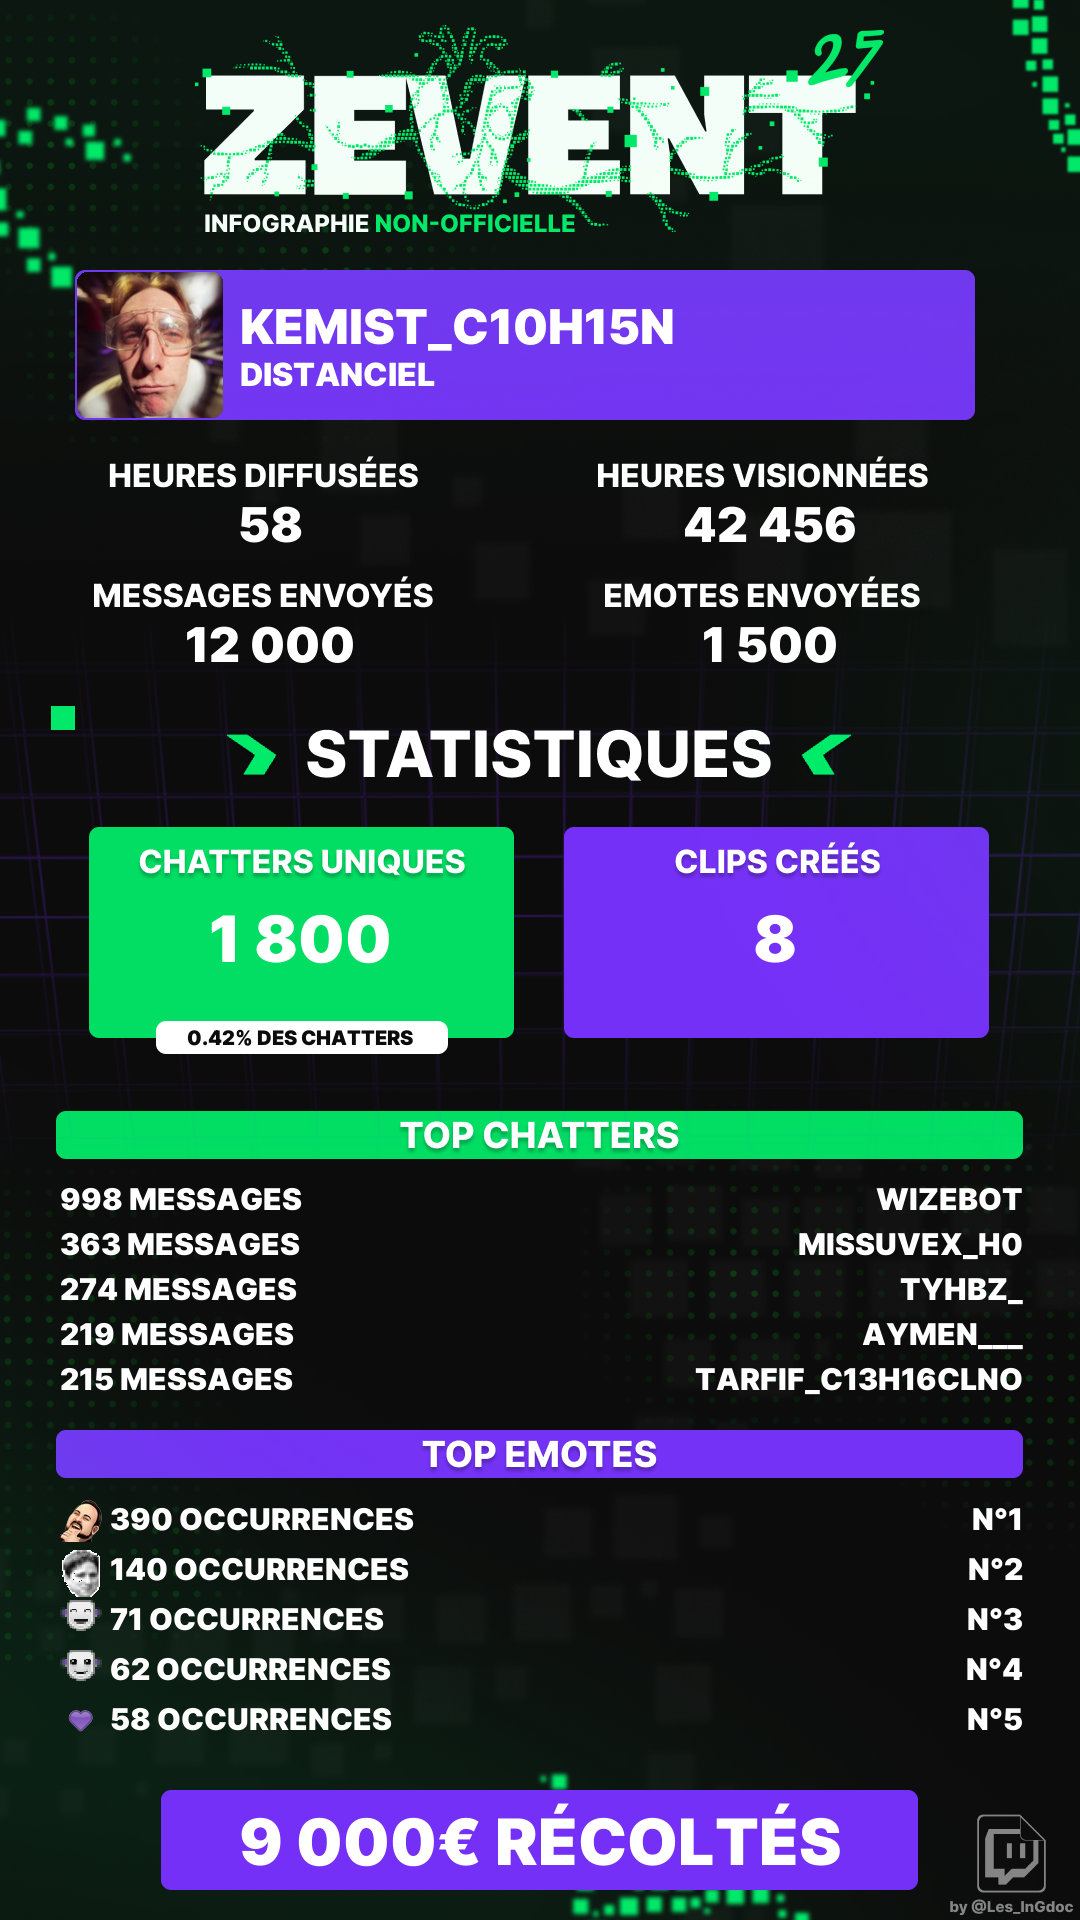 25
ZEVENT
INFOGRAPHIE NON-OFFICIELLE
KEMIST_C10H15N
DISTANCIEL
HEURES DIFFUSÉES
58
HEURES VISIONNÉES
42 456
MESSAGES ENVOYÉS
12 000
EMOTES ENVOYÉES
1 500
STATISTIQUES
CHATTERS UNIQUES
1 800
0.42% DES CHATTERS
CLIPS CRÉÉS
8
TOP CHATTERS
998 MESSAGES WIZEBOT
363 MESSAGES MISSUVEX_H0
274 MESSAGES TYHBZ_
219 MESSAGES AYMEN___
215 MESSAGES TARFIF_C13H16CLNO
TOP EMOTES
390 OCCURRENCES N°1
140 OCCURRENCES N°2
71 OCCURRENCES N°3
62 OCCURRENCES N°4
58 OCCURRENCES N°5
9 000€ RÉCOLTÉS
by @Les_InGdoc